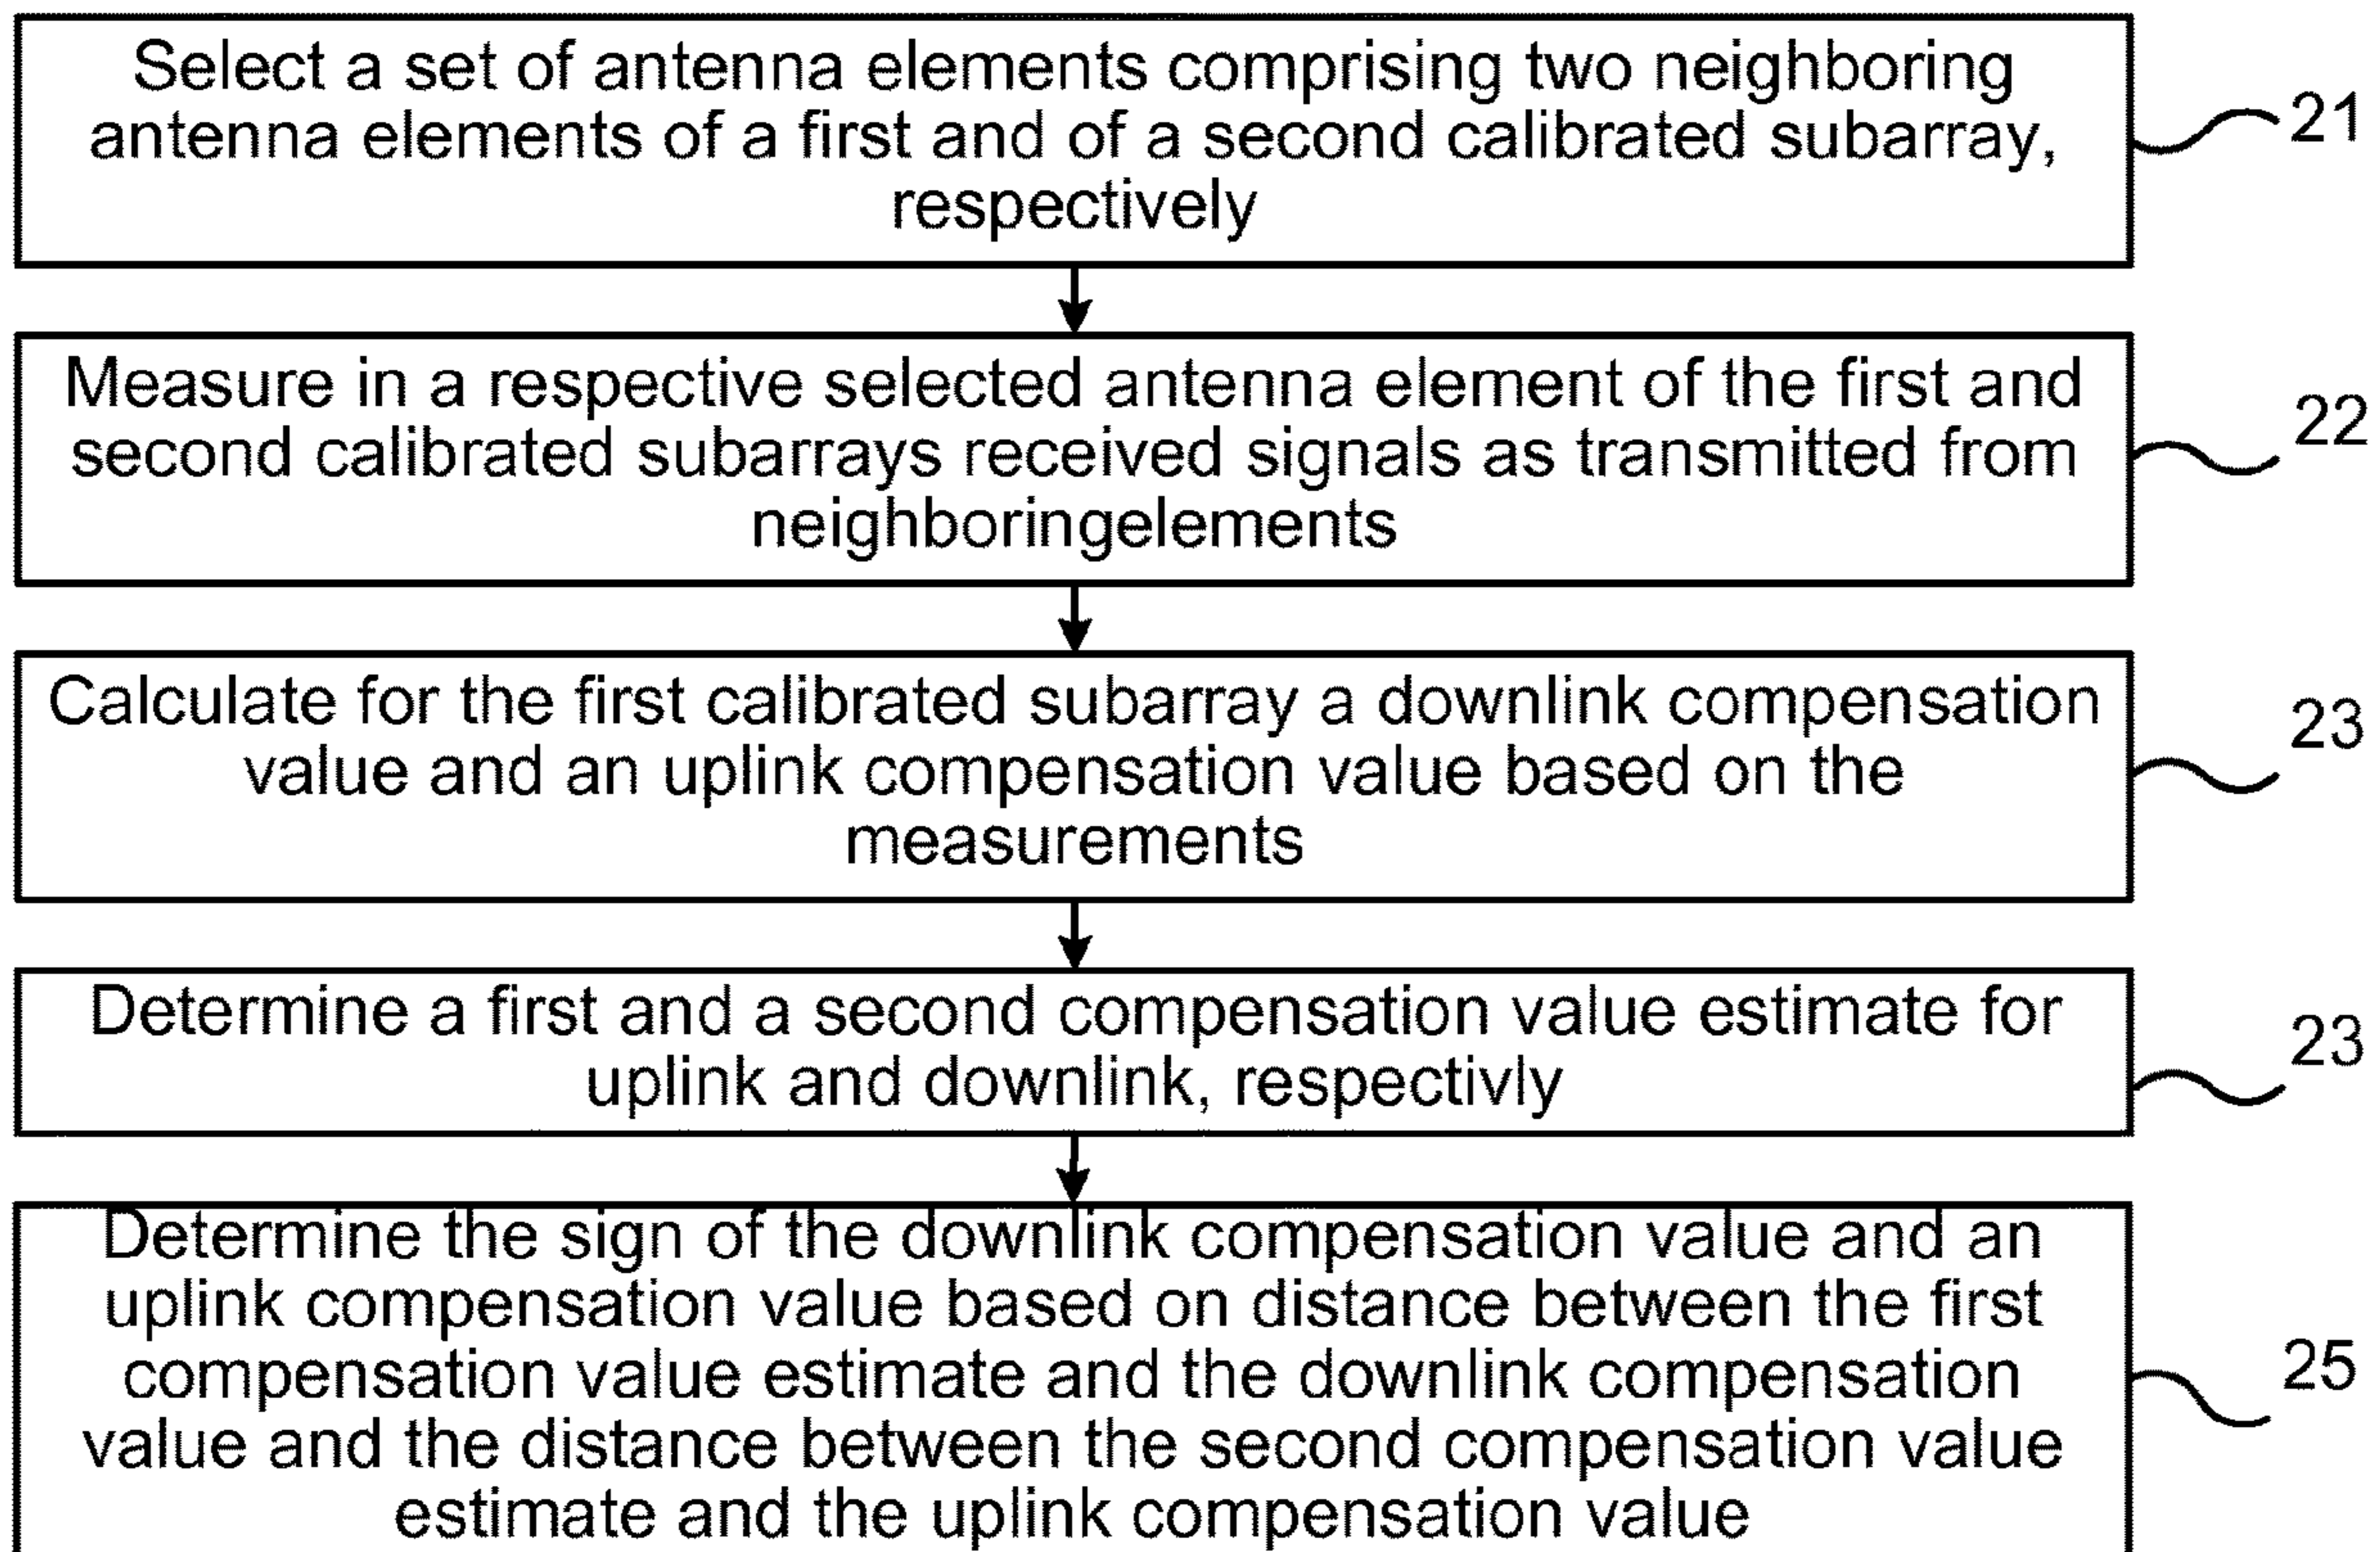 Select a set of antenna elements comprising two neighboring
antenna elements of a first and of a second calibrated subarray,
respectively
21
Measure in a respective selected antenna element of the first and
second calibrated subarrays received signals as transmitted from
neighboringelements
22
Calculate for the first calibrated subarray a downlink compensation
value and an uplink compensation value based on the
measurements
23
Determine a first and a second compensation value estimate for
uplink and downlink, respectivly
23
Determine the sign of the downlink compensation value and an
uplink compensation value based on distance between the first
compensation value estimate and the downlink compensation
value and the distance between the second compensation value
estimate and the uplink compensation value
25